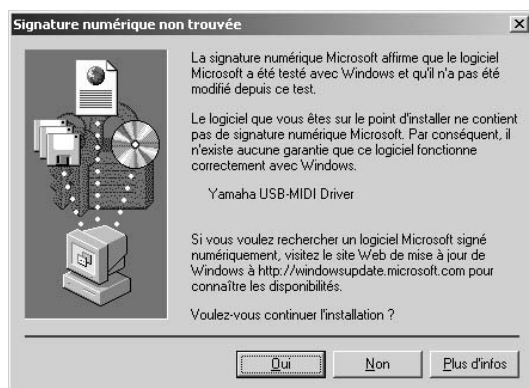 Signature numérique non trouvée
La signature numérique Microsoft affirme que le logiciel
Microsoft a été testé avec Windows et qu'il n'a pas été
modifié depuis ce test.
Le logiciel que vous êtes sur le point d'installer ne contient
pas de signature numérique Microsoft. Par conséquent, il
n'existe aucune garantie que ce logiciel fonctionne
correctement avec Windows.
Yamaha USB-MIDI Driver
Si vous voulez rechercher un logiciel Microsoft signé
numériquement, visitez le site Web de mise à jour de
Windows à http://windowsupdate.microsoft.com pour
connaître les disponibilités.
Voulez-vous continuer l'installation ?
Oui
Non
Plus d'infos